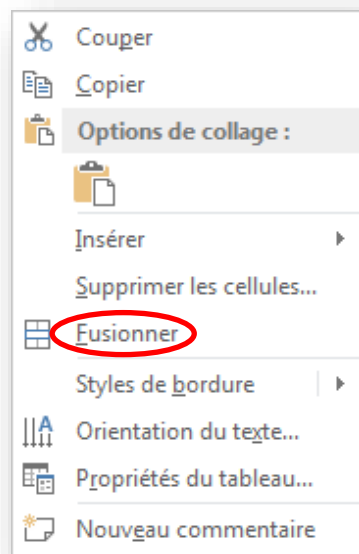 Couper
Copier
Options de collage :
Insérer
Supprimer les cellules...
Fusionner
Styles de bordure
Orientation du texte...
Propriétés du tableau...
Nouveau commentaire